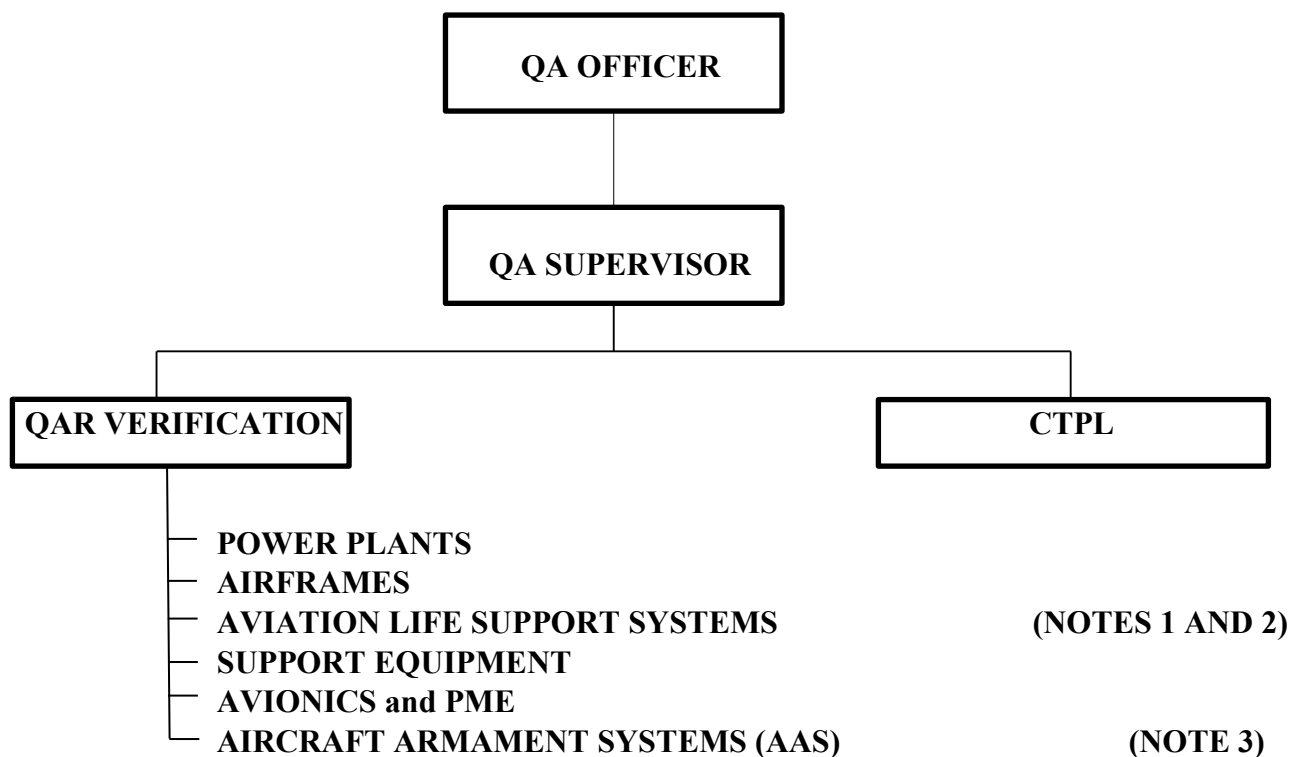 QA OFFICER
QA SUPERVISOR
QAR VERIFICATION
CTPL
POWER PLANTS
AIRFRAMES
AVIATION LIFE SUPPORT SYSTEMS (NOTES 1 AND 2)
SUPPORT EQUIPMENT
AVIONICS and PME
AIRCRAFT ARMAMENT SYSTEMS (AAS) (NOTE 3)